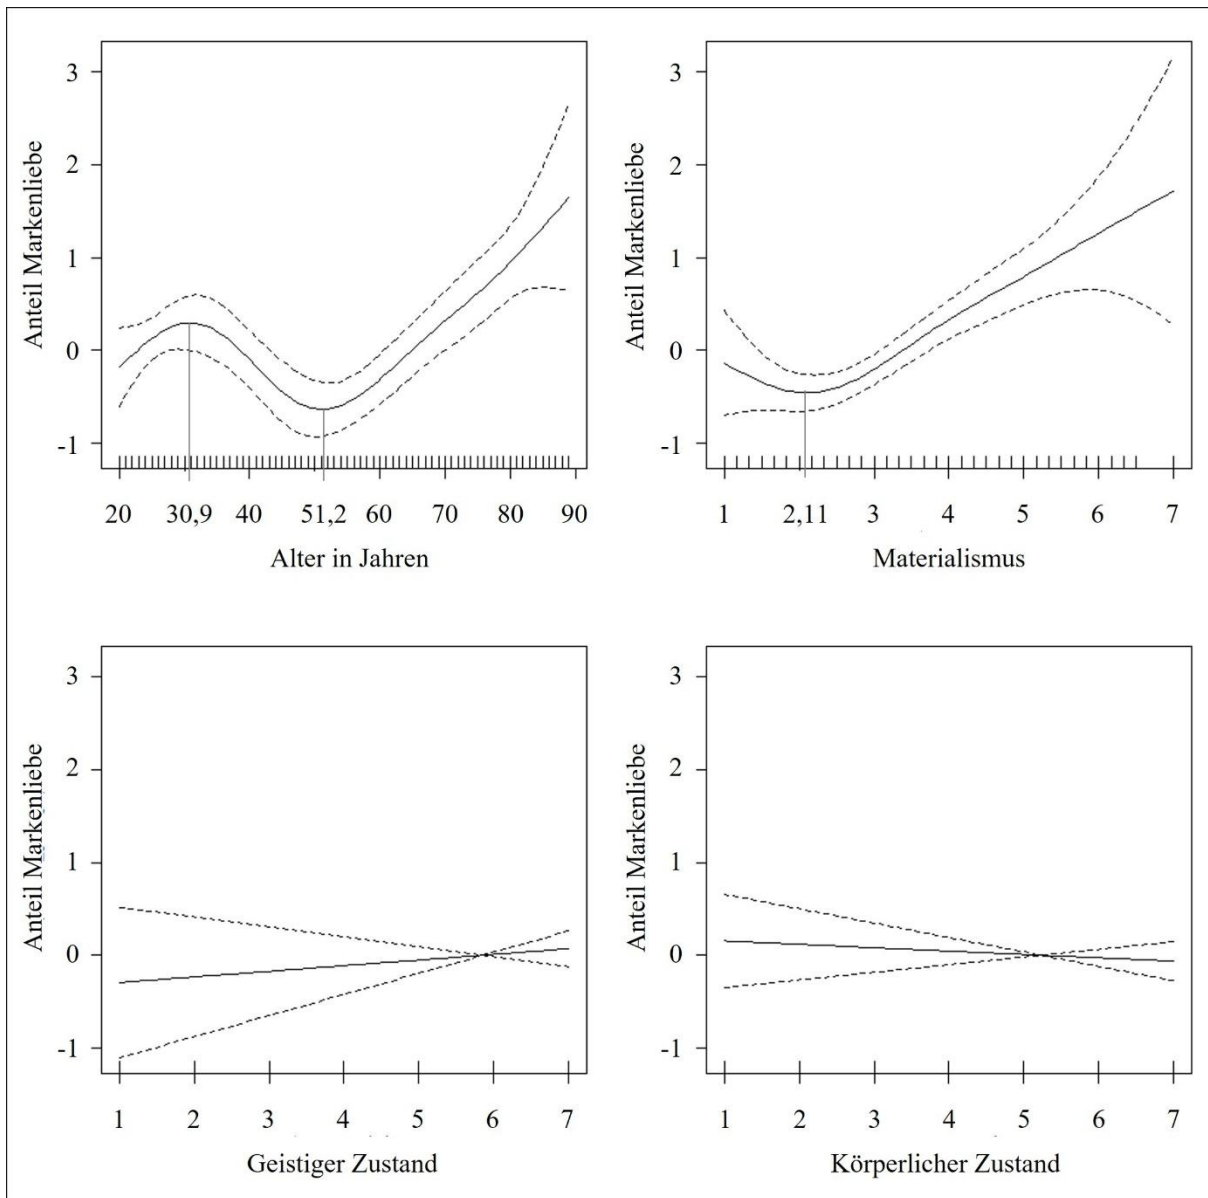 3
2
1
0
-1
Anteil Markenliebe
20 30,9 40 51,2 60 70 80 90
Alter in Jahren
3
2
1
0
-1
Anteil Markenliebe
1 2,11 3 4 5 6 7
Materialismus
3
2
1
0
-1
Anteil Markenliebe
1 2 3 4 5 6 7
Geistiger Zustand
3
2
1
0
-1
Anteil Markenliebe
1 2 3 4 5 6 7
Körperlicher Zustand